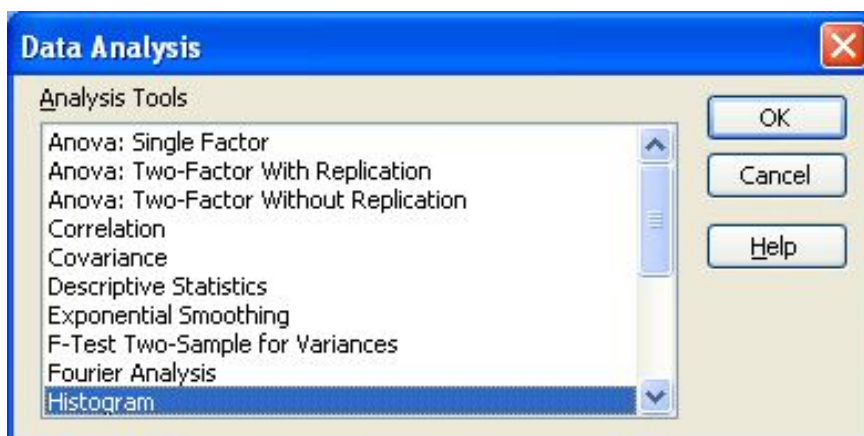 Data Analysis
Analysis Tools
Anova: Single Factor
Anova: Two-Factor With Replication
Anova: Two-Factor Without Replication
Correlation
Covariance
Descriptive Statistics
Exponential Smoothing
F-Test Two-Sample for Variances
Fourier Analysis
Histogram
OK
Cancel
Help